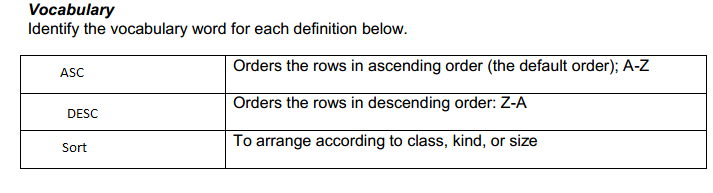 Vocabulary
Identify the vocabulary word for each definition below.
ASC Orders the rows in ascending order (the default order); A-Z
DESC Orders the rows in descending order: Z-A
Sort To arrange according to class, kind, or size